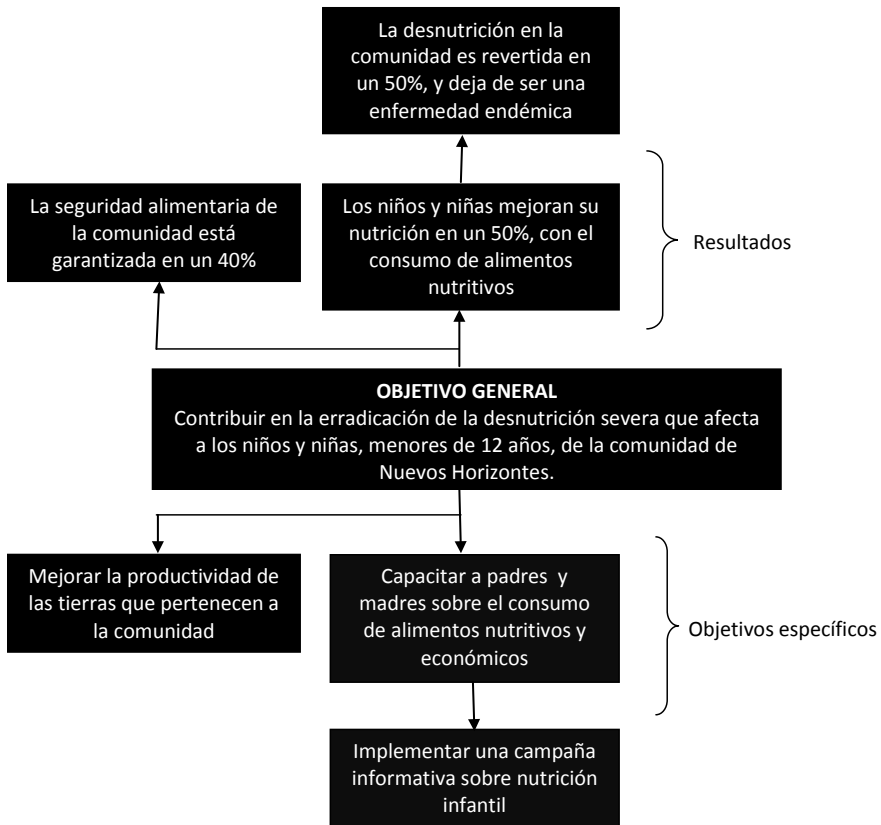 La desnutrición en la
comunidad es revertida en
un 50%, y deja de ser una
enfermedad endémica
La seguridad alimentaria de
la comunidad está
garantizada en un 40%
Los niños y niñas mejoran su
nutrición en un 50%, con el
consumo de alimentos
nutritivos
Resultados
OBJETIVO GENERAL
Contribuir en la erradicación de la desnutrición severa que afecta
a los niños y niñas, menores de 12 años, de la comunidad de
Nuevos Horizontes.
Mejorar la productividad de
las tierras que pertenecen a
la comunidad
Capacitar a padres y
madres sobre el consumo
de alimentos nutritivos y
económicos
Objetivos específicos
Implementar una campaña
informativa sobre nutrición
infantil